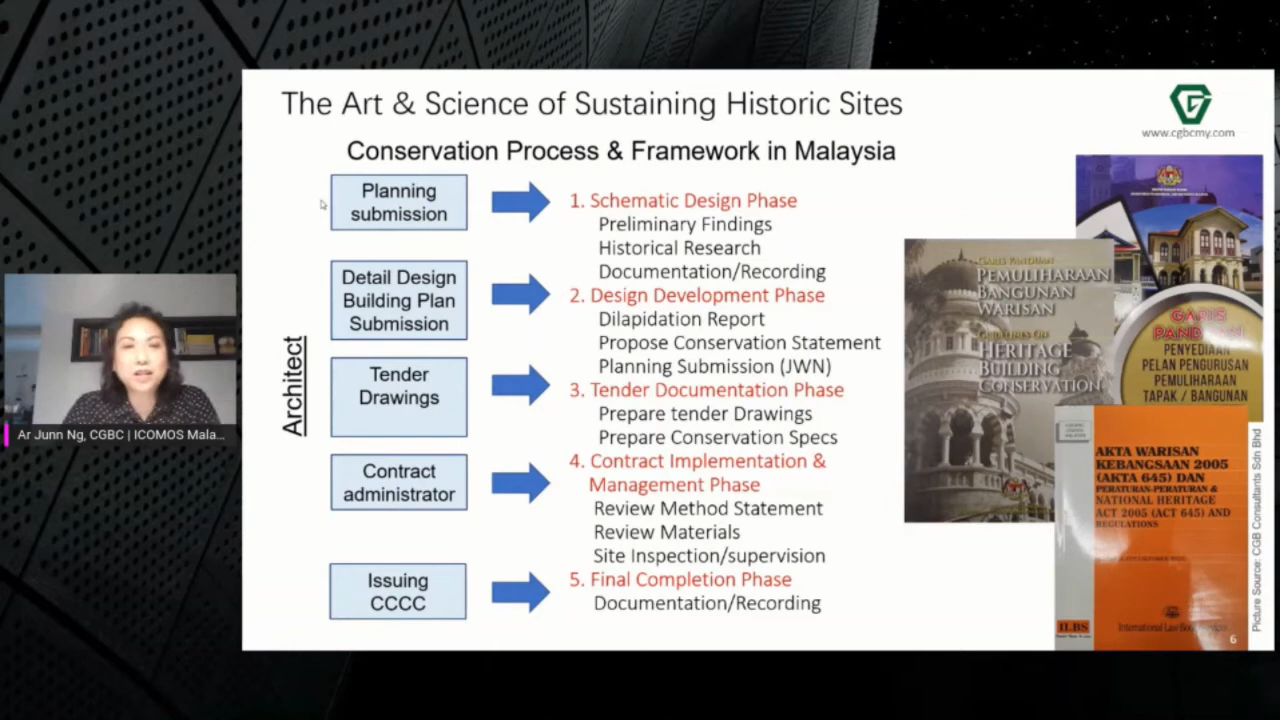 The Art & Science of Sustaining Historic Sites
www.cgbcmy.com
Conservation Process & Framework in Malaysia
Architect
Planning
submission
Detail Design
Building Plan
Submission
Tender
Drawings
Contract
administrator
Issuing
CCCC
1. Schematic Design Phase
Preliminary Findings
Historical Research
Documentation/Recording
2. Design Development Phase
Dilapidation Report
Propose Conservation Statement
Planning Submission (JWN)
3. Tender Documentation Phase
Prepare tender Drawings
Prepare Conservation Specs
4. Contract Implementation &
Management Phase
Review Method Statement
Review Materials
Site Inspection/supervision
5. Final Completion Phase
Documentation/Recording
GARIS PANDUAN
PEMULIHARAAN
BANGUNAN
WARISAN
GUIDELINES ON
HERITAGE
BUILDING
CONSERVATION
GARIS
PANDUAN
PENYEDIAAN
PELAN PENGURUSAN
PEMULIHARAAN
TAPAK / BANGUNAN
AKTA WARISAN
KEBANGSAAN 2005
(AKTA 645) DAN
PERATURAN-PERATURAN &
NATIONAL HERITAGE
ACT 2005 (ACT 645) AND
REGULATIONS
ILBS
International Law Book
Picture Source: CGB Consultants Sdn Bhd
6
Ar Junn Ng, CGBC | ICOMOS Mala...